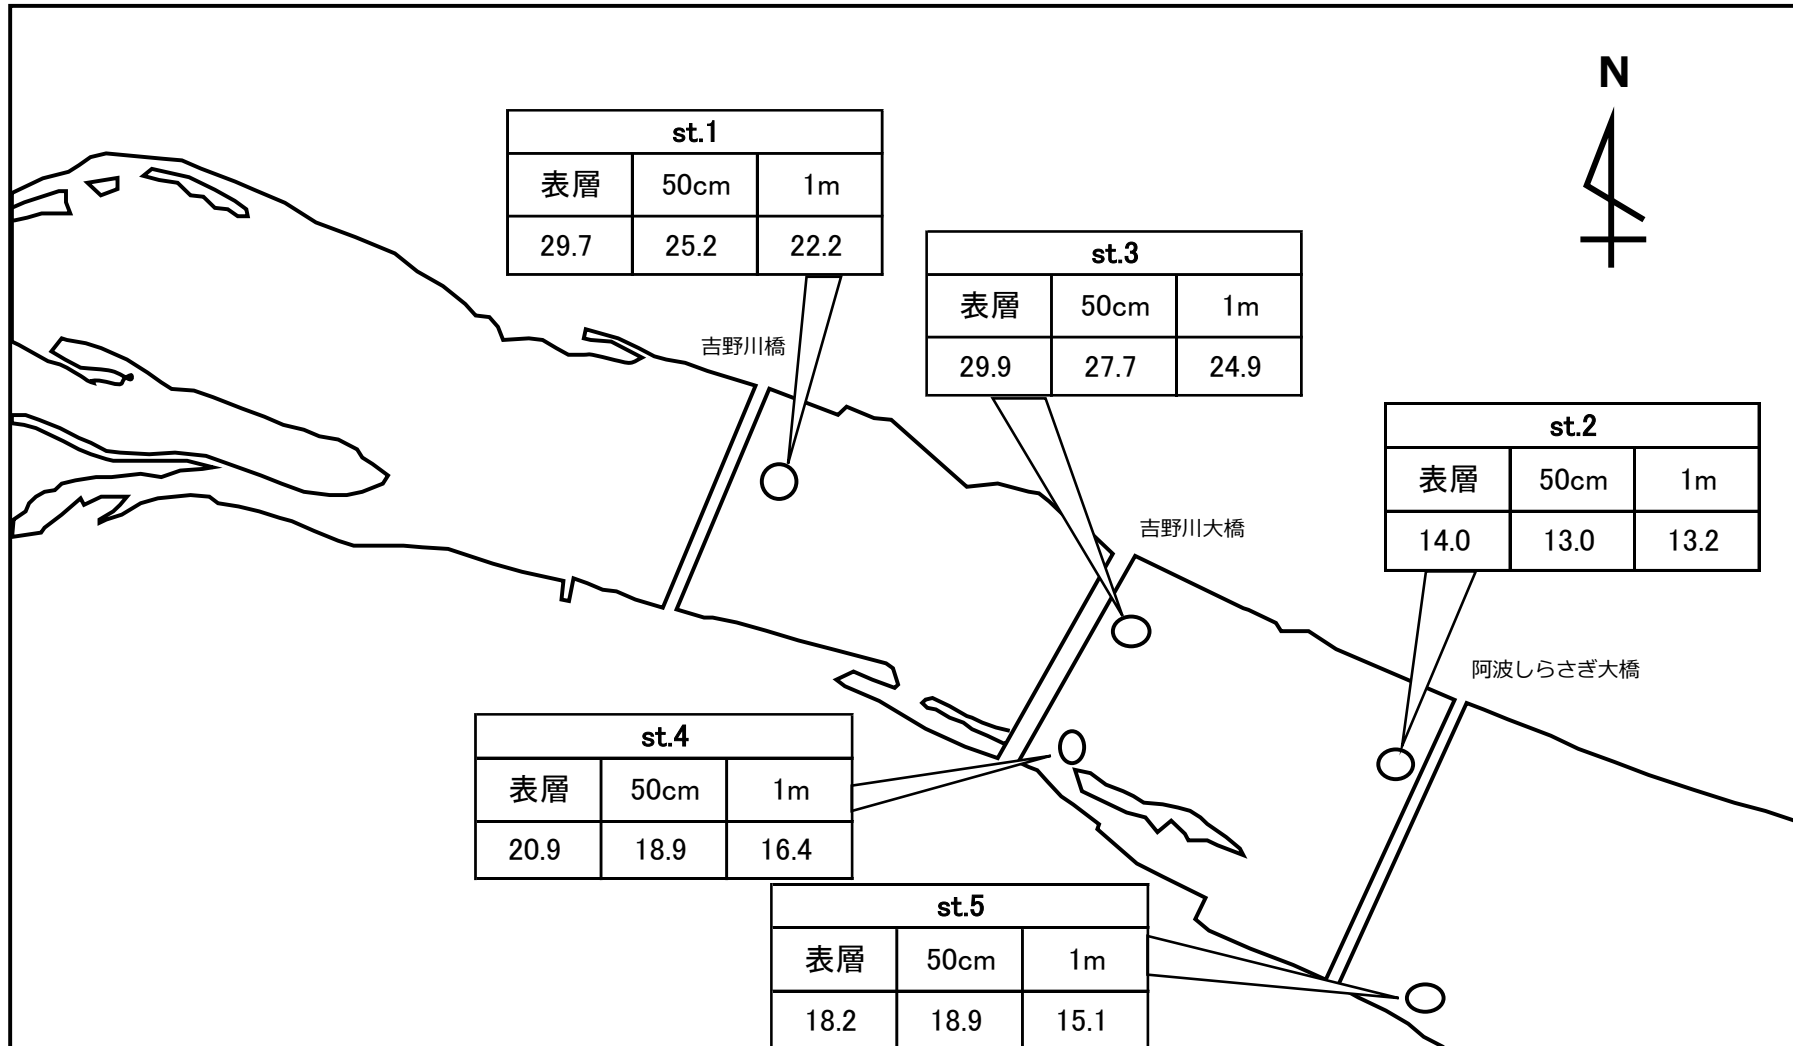 N
st.1
表層 50cm 1m
29.7 25.2 22.2
st.3
表層 50cm 1m
29.9 27.7 24.9
吉野川橋
st.2
表層 50cm 1m
14.0 13.0 13.2
吉野川大橋
阿波しらさぎ大橋
st.4
表層 50cm 1m
20.9 18.9 16.4
st.5
表層 50cm 1m
18.2 18.9 15.1